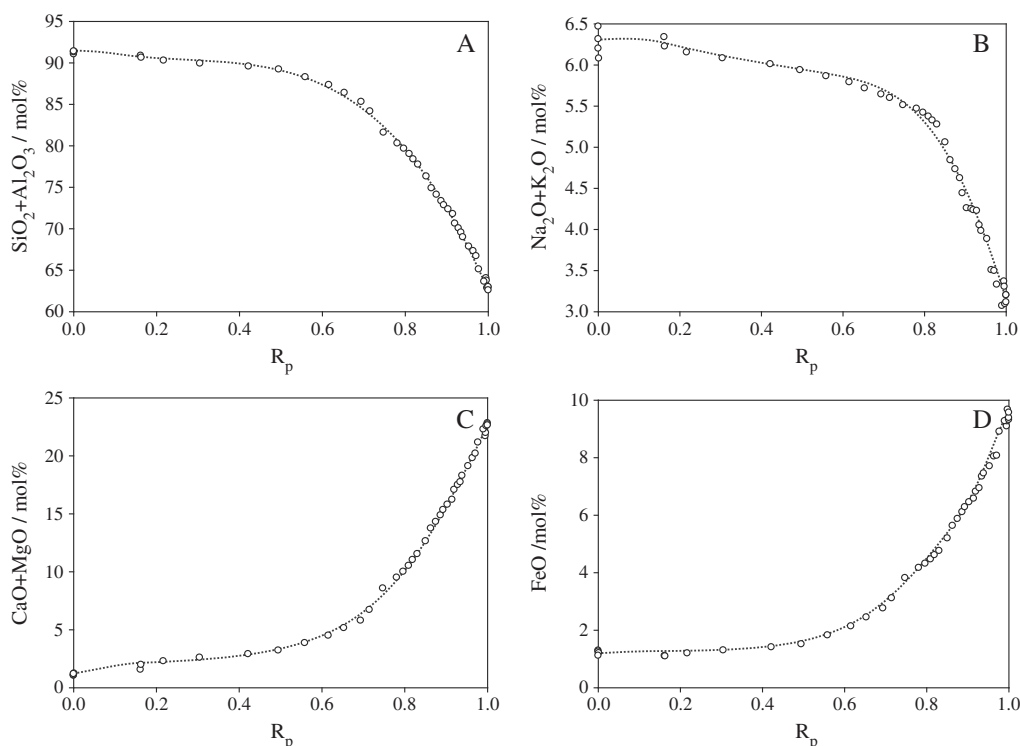 A
SiO₂+Al₂O₃ / mol%
95
90
85
80
75
70
65
60
0.0 0.2 0.4 0.6 0.8 1.0
Rₚ
B
Na₂O+K₂O / mol%
6.5
6.0
5.5
5.0
4.5
4.0
3.5
3.0
0.0 0.2 0.4 0.6 0.8 1.0
Rₚ
C
CaO+MgO / mol%
25
20
15
10
5
0
0.0 0.2 0.4 0.6 0.8 1.0
Rₚ
D
FeO /mol%
10
8
6
4
2
0
0.0 0.2 0.4 0.6 0.8 1.0
Rₚ